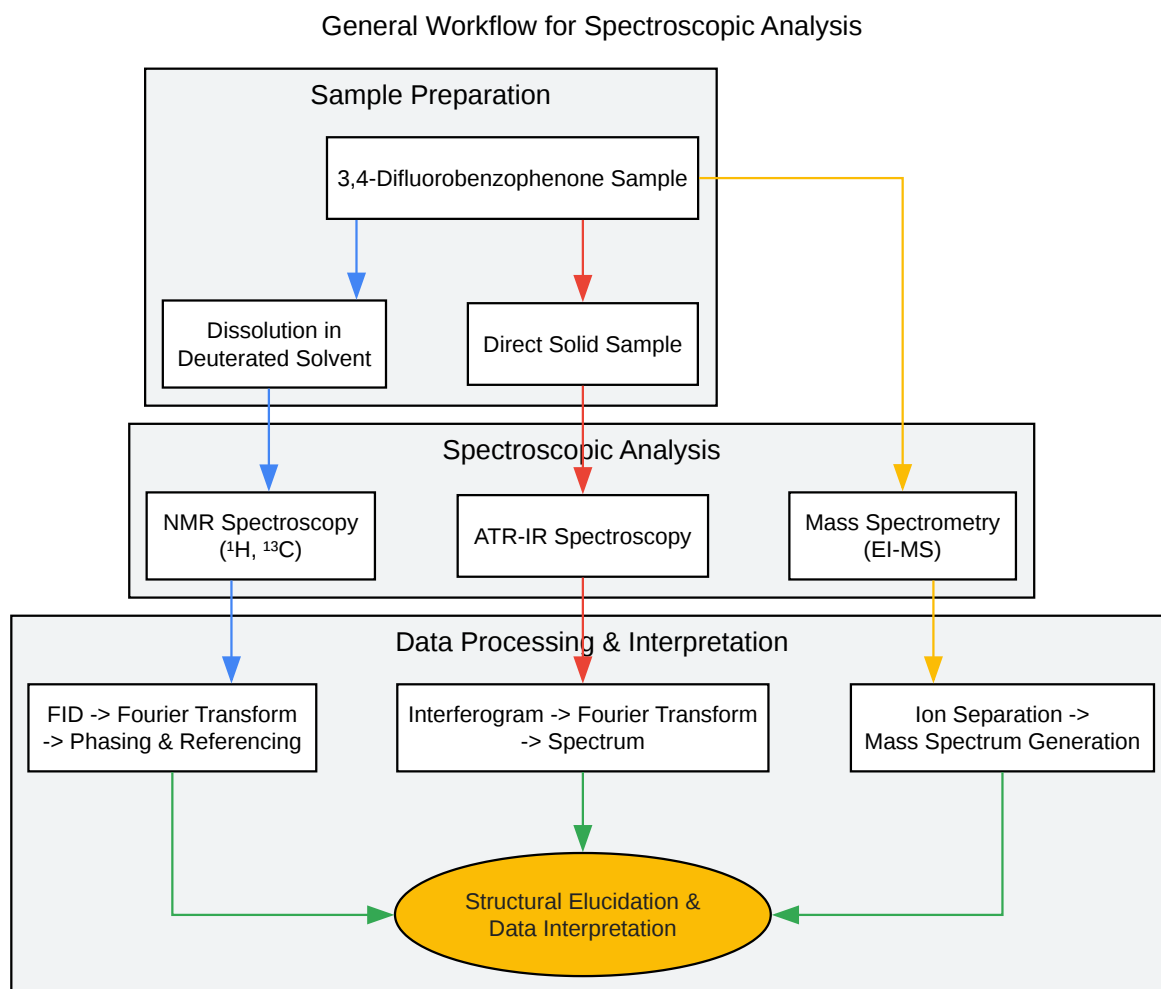 General Workflow for Spectroscopic Analysis
Sample Preparation
3,4-Difluorobenzophenone Sample
Dissolution in
Deuterated Solvent
Direct Solid Sample
Spectroscopic Analysis
NMR Spectroscopy
(¹H, ¹³C)
ATR-IR Spectroscopy
Mass Spectrometry
(EI-MS)
Data Processing & Interpretation
FID -> Fourier Transform
-> Phasing & Referencing
Interferogram -> Fourier Transform
-> Spectrum
Ion Separation ->
Mass Spectrum Generation
Structural Elucidation &
Data Interpretation